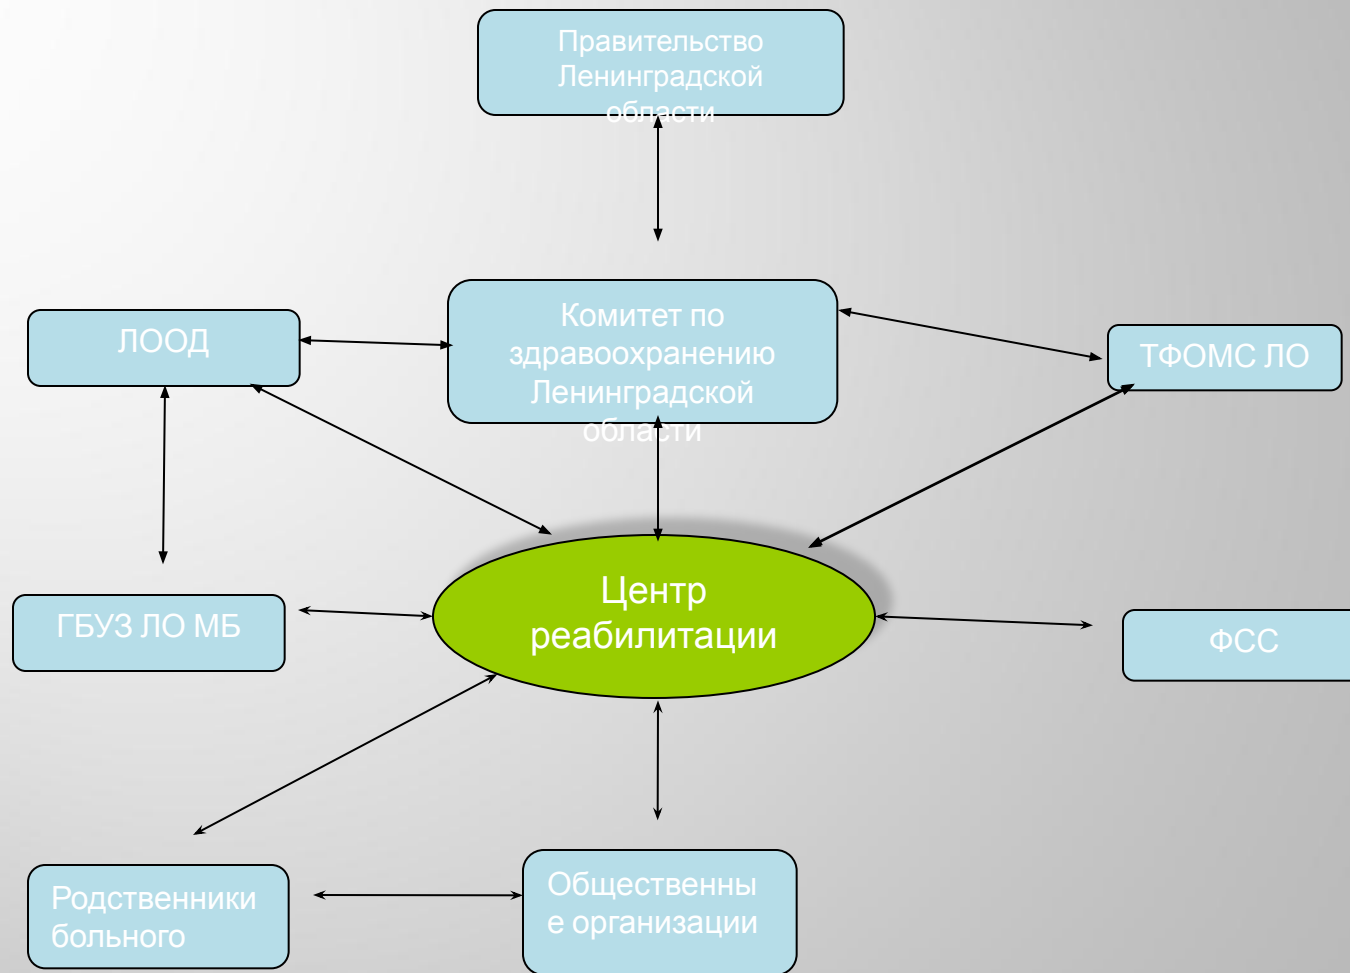 Правительство
Ленинградской
области
Комитет по
здравоохранению
Ленинградской
области
ЛООД
ТФОМС ЛО
Центр
реабилитации
ГБУЗ ЛО МБ
ФСС
Родственники
больного
Общественны
е организации